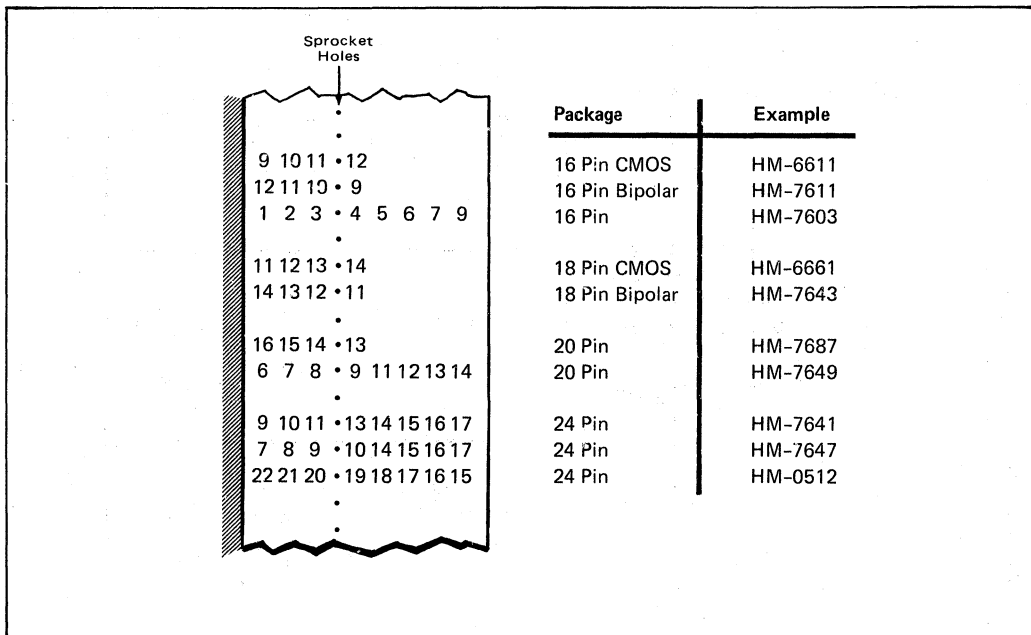 Sprocket
Holes
Package Example
9 10 11 • 12 16 Pin CMOS HM-6611
12 11 10 • 9 16 Pin Bipolar HM-7611
1 2 3 • 4 5 6 7 9 16 Pin HM-7603
11 12 13 • 14 18 Pin CMOS HM-6661
14 13 12 • 11 18 Pin Bipolar HM-7643
16 15 14 • 13 20 Pin HM-7687
6 7 8 • 9 11 12 13 14 20 Pin HM-7649
9 10 11 • 13 14 15 16 17 24 Pin HM-7641
7 8 9 • 10 14 15 16 17 24 Pin HM-7647
22 21 20 • 19 18 17 16 15 24 Pin HM-0512